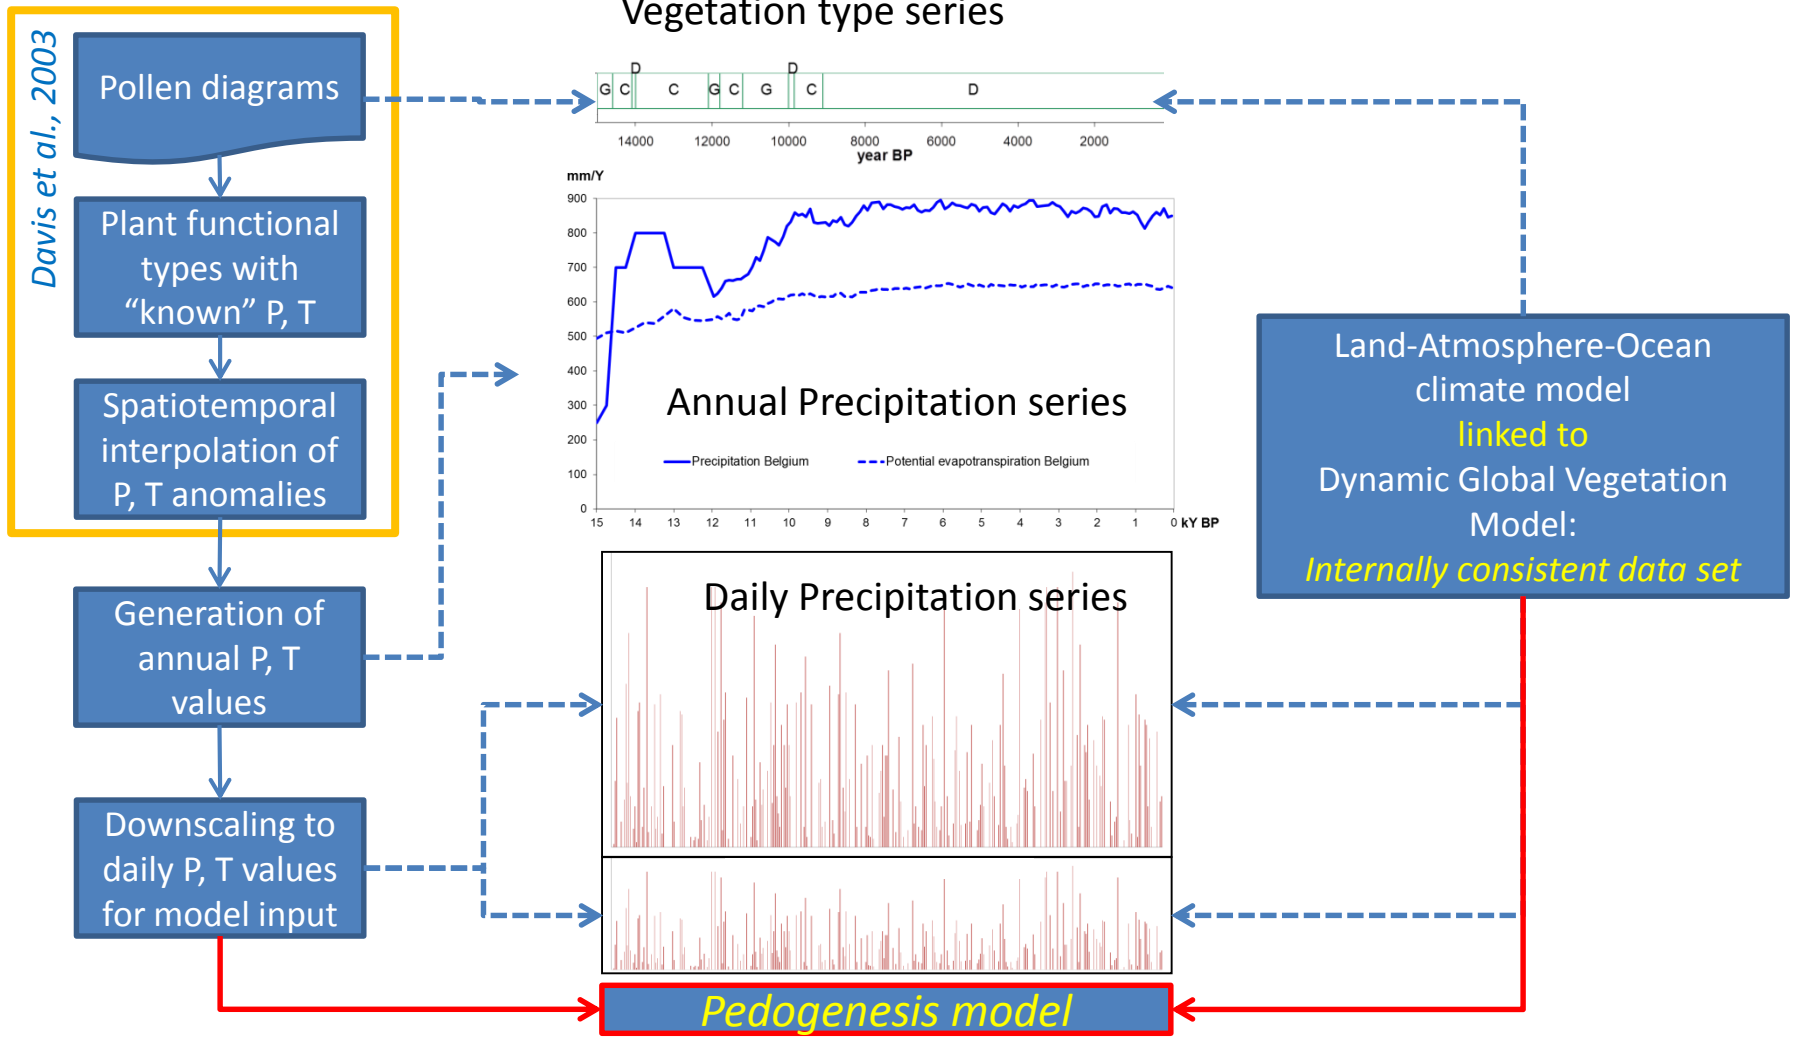 Vegetation type series
Davis et al., 2003
Pollen diagrams
Plant functional
types with
“known” P, T
Spatiotemporal
interpolation of
P, T anomalies
Generation of
annual P, T
values
Downscaling to
daily P, T values
for model input
D D
G C C G C G C D
14000 12000 10000 8000 6000 4000 2000
year BP
mm/Y
900
800
700
600
500
400
300
200
100
0
Annual Precipitation series
Precipitation Belgium Potential evapotranspiration Belgium
15 14 13 12 11 10 9 8 7 6 5 4 3 2 1 0 kY BP
Daily Precipitation series
Land-Atmosphere-Ocean
climate model
linked to
Dynamic Global Vegetation
Model:
Internally consistent data set
Pedogenesis model